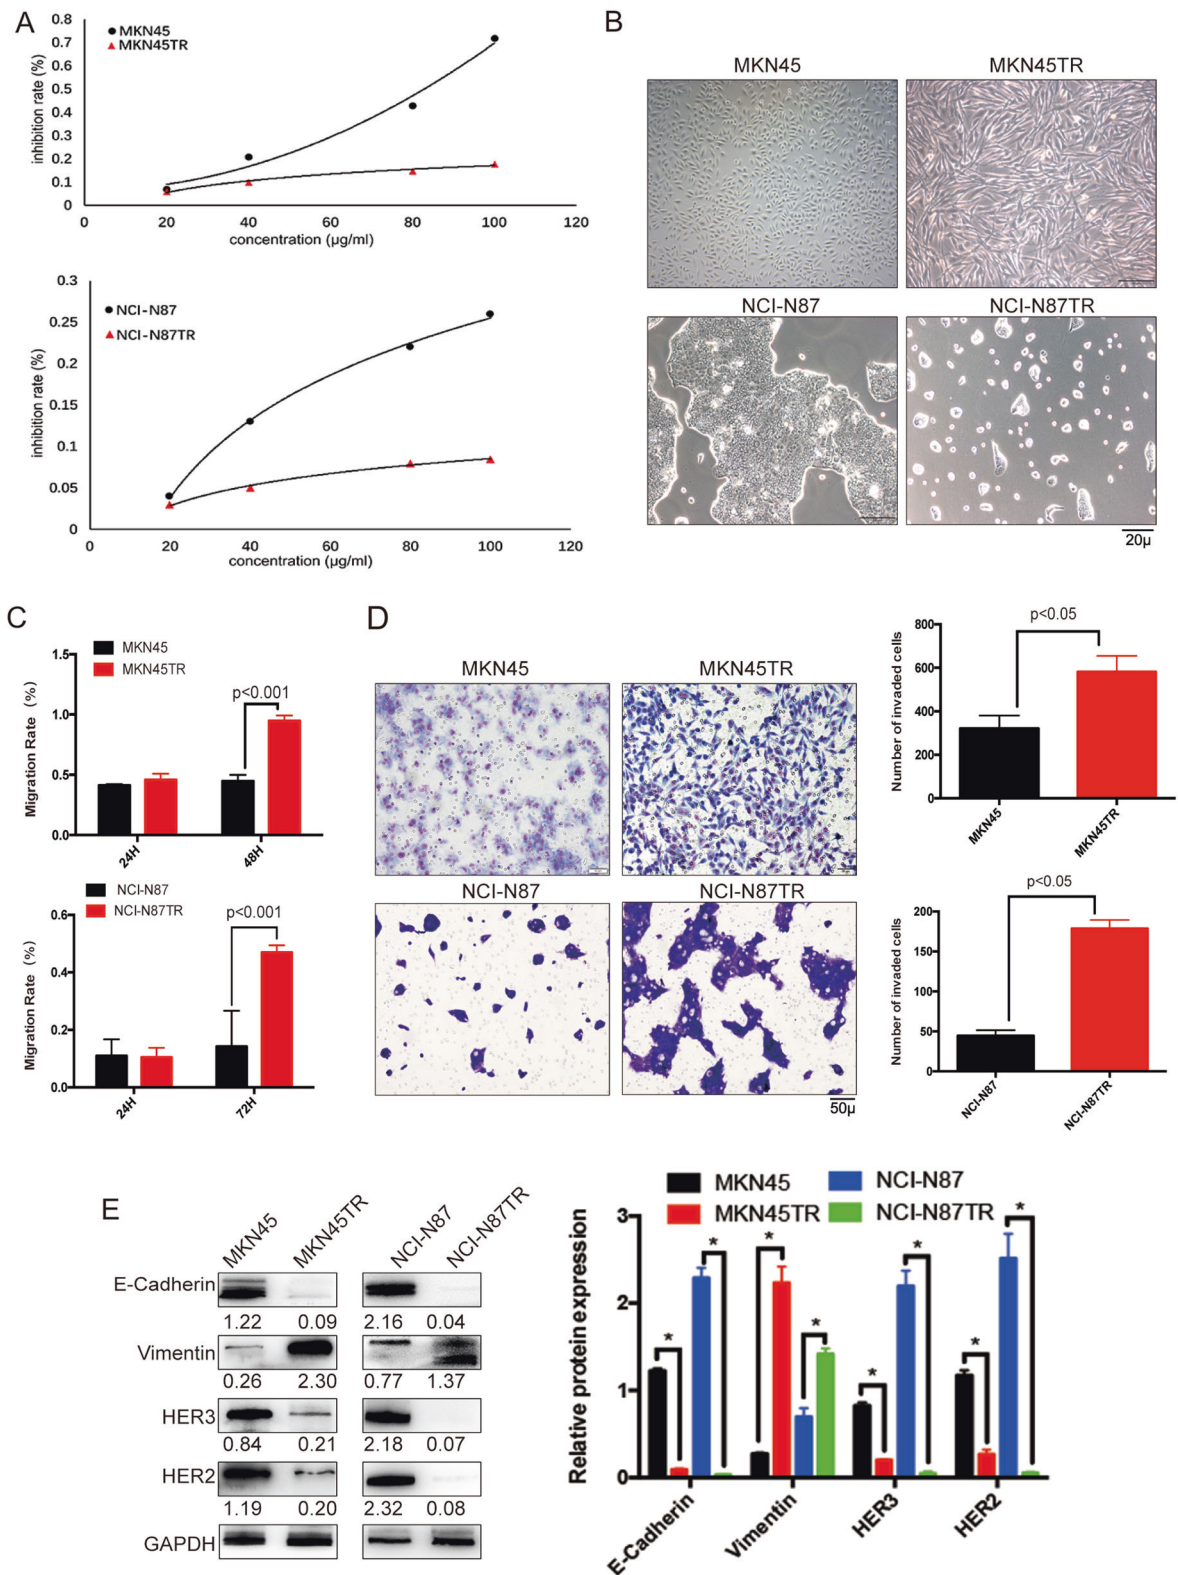 A
0.8
0.7
0.6
0.5
0.4
0.3
0.2
0.1
0
MKN45
MKN45TR
inhibition rate (%)
0 20 40 60 80 100 120
concentration (μg/ml)
0.3
0.25
0.2
0.15
0.1
0.05
0
NCI-N87
NCI-N87TR
inhibition rate (%)
0 20 40 60 80 100 120
concentration (μg/ml)
B
MKN45 MKN45TR
NCI-N87 NCI-N87TR
20μ
C
MKN45
MKN45TR
1.5
1.0
0.5
0.0
Migration Rate (%)
p<0.001
24H 48H
NCI-N87
NCI-N87TR
0.6
0.4
0.2
0.0
Migration Rate (%)
p<0.001
24H 72H
D
MKN45 MKN45TR
NCI-N87 NCI-N87TR
50μ
800
600
400
200
0
Number of invaded cells
p<0.05
MKN45 MKN45TR
200
150
100
50
0
Number of invaded cells
p<0.05
NCI-N87 NCI-N87TR
E
MKN45 MKN45TR NCI-N87 NCI-N87TR
E-Cadherin
1.22 0.09 2.16 0.04
Vimentin
0.26 2.30 0.77 1.37
HER3
0.84 0.21 2.18 0.07
HER2
1.19 0.20 2.32 0.08
GAPDH
MKN45 NCI-N87
MKN45TR NCI-N87TR
3
2
1
0
Relative protein expression
* * * * * * * *
E-Cadherin Vimentin HER3 HER2